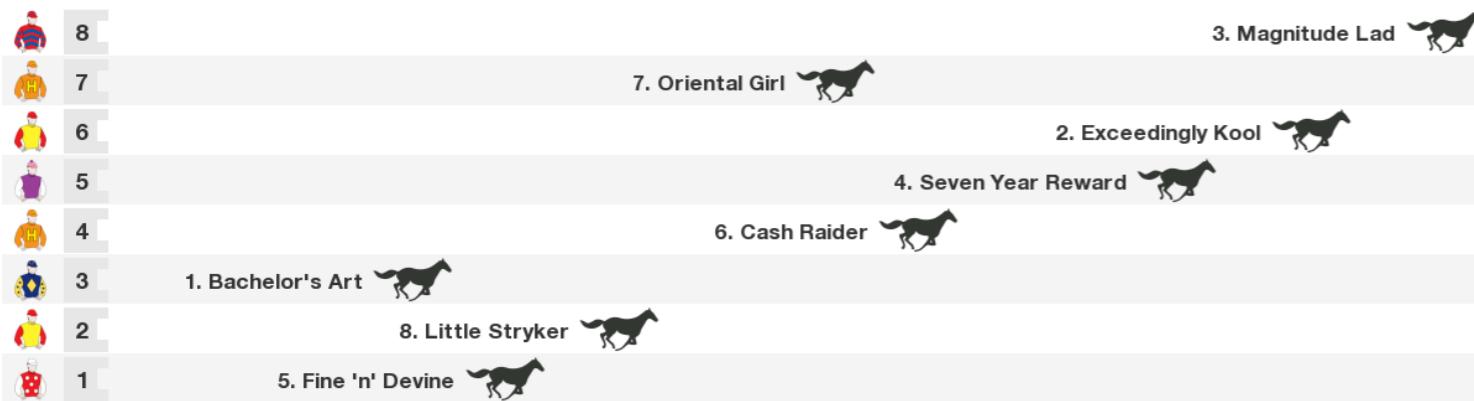 8 3. Magnitude Lad
H 7 7. Oriental Girl
6 2. Exceedingly Kool
5 4. Seven Year Reward
H 4 6. Cash Raider
3 1. Bachelor's Art
2 8. Little Stryker
1 5. Fine 'n' Devine